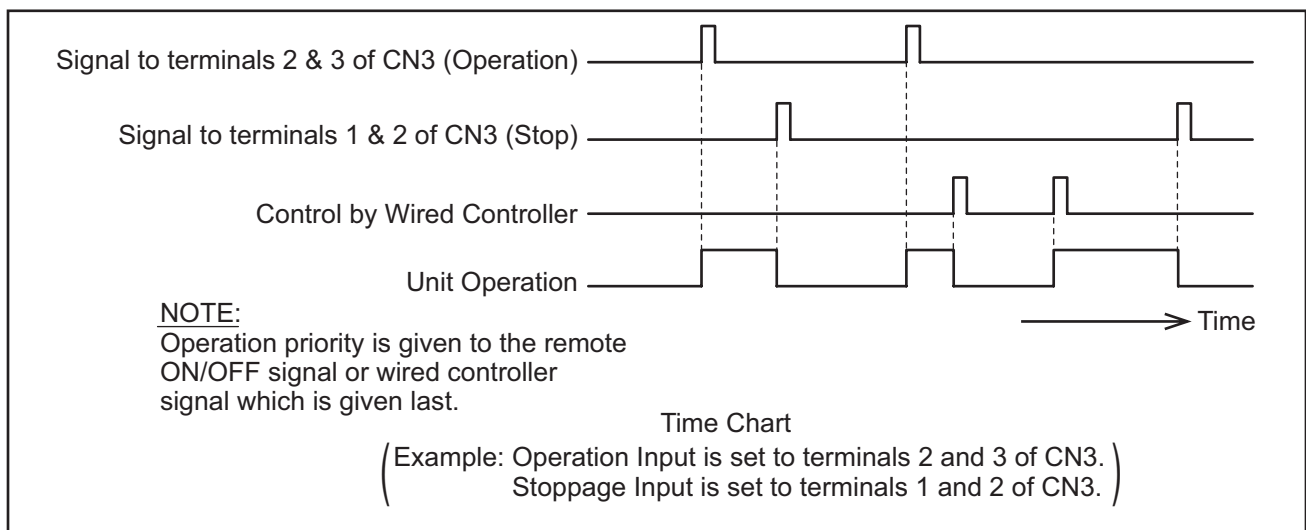 Signal to terminals 2 & 3 of CN3 (Operation)
Signal to terminals 1 & 2 of CN3 (Stop)
Control by Wired Controller
Unit Operation
Time
NOTE:
Operation priority is given to the remote
ON/OFF signal or wired controller
signal which is given last.
Time Chart
(Example: Operation Input is set to terminals 2 and 3 of CN3.
Stoppage Input is set to terminals 1 and 2 of CN3.)